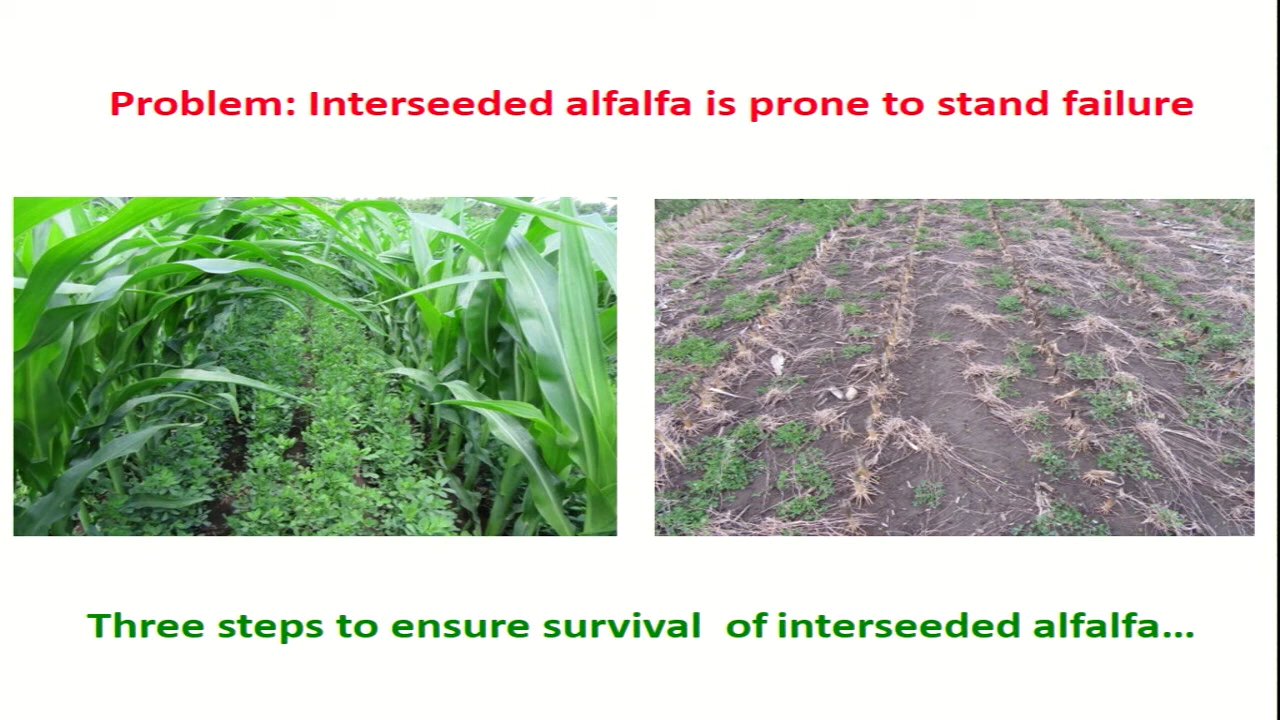 Problem: Interseeded alfalfa is prone to stand failure
Three steps to ensure survival  of interseeded alfalfa...